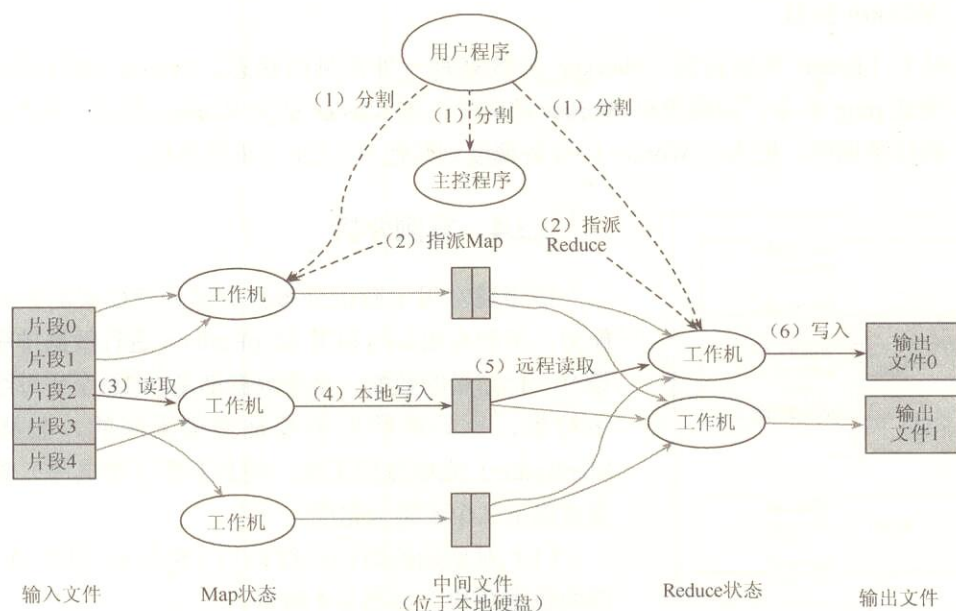 用户程序
（1）分割
（1）分割
（1）分割
主控程序
（2）指派Map
（2）指派
Reduce
工作机
片段0
片段1
片段2
片段3
片段4
（3）读取
工作机
（4）本地写入
（5）远程读取
工作机
（6）写入
输出
文件0
工作机
输出
文件1
工作机
输入文件
Map状态
中间文件
（位于本地硬盘）
Reduce状态
输出文件